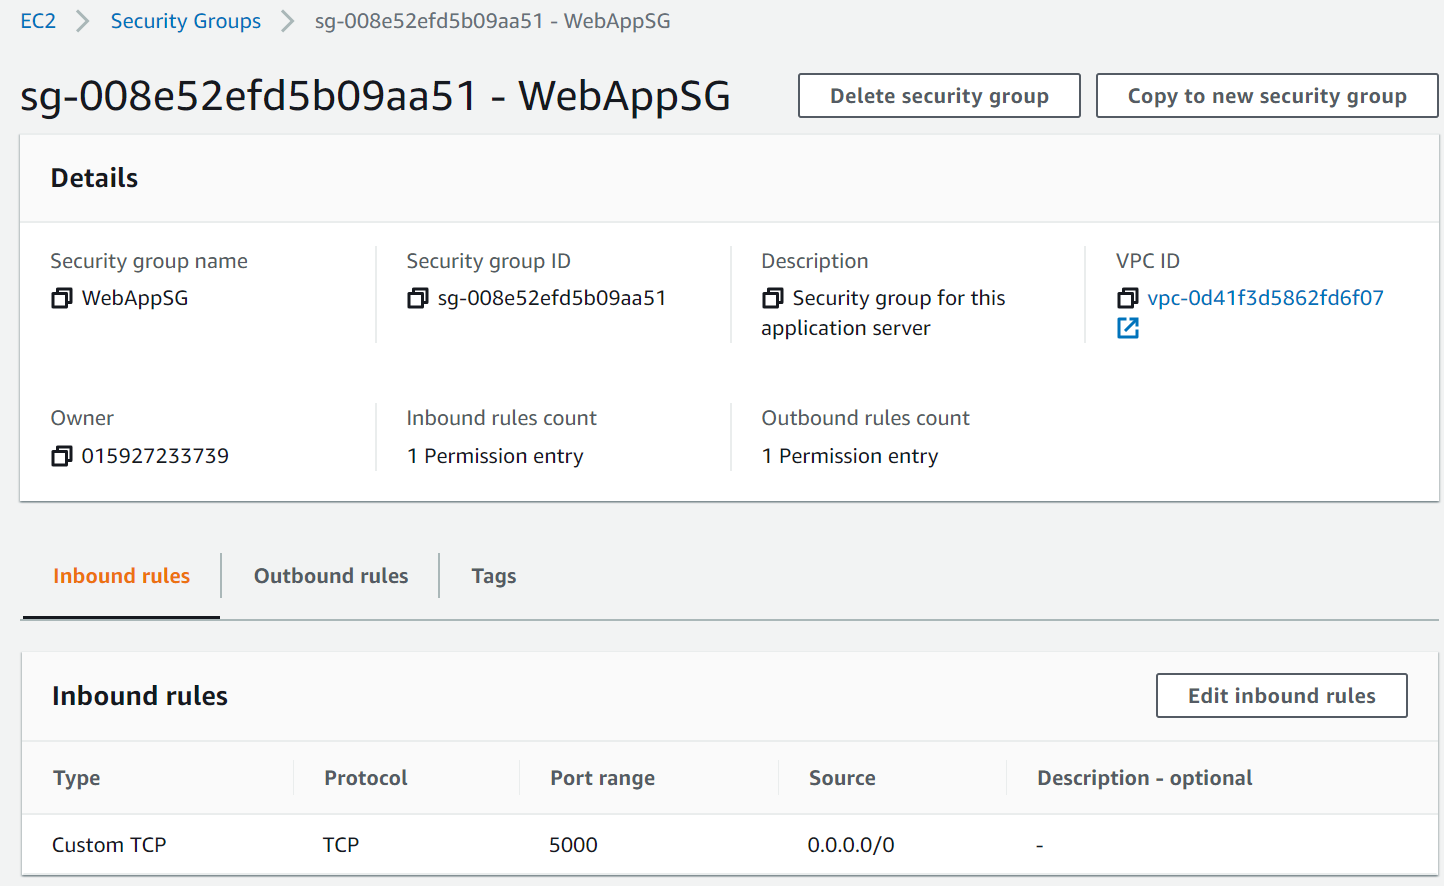 EC2 > Security Groups > sg-008e52efd5b09aa51 - WebAppSG
sg-008e52efd5b09aa51 - WebAppSG
Delete security group
Copy to new security group
Details
Security group name
WebAppSG
Security group ID
sg-008e52efd5b09aa51
Description
Security group for this
application server
VPC ID
vpc-0d41f3d5862fd6f07
Owner
015927233739
Inbound rules count
1 Permission entry
Outbound rules count
1 Permission entry
Inbound rules
Outbound rules
Tags
Inbound rules
Edit inbound rules
Type Protocol Port range Source Description - optional
Custom TCP TCP 5000 0.0.0.0/0 -